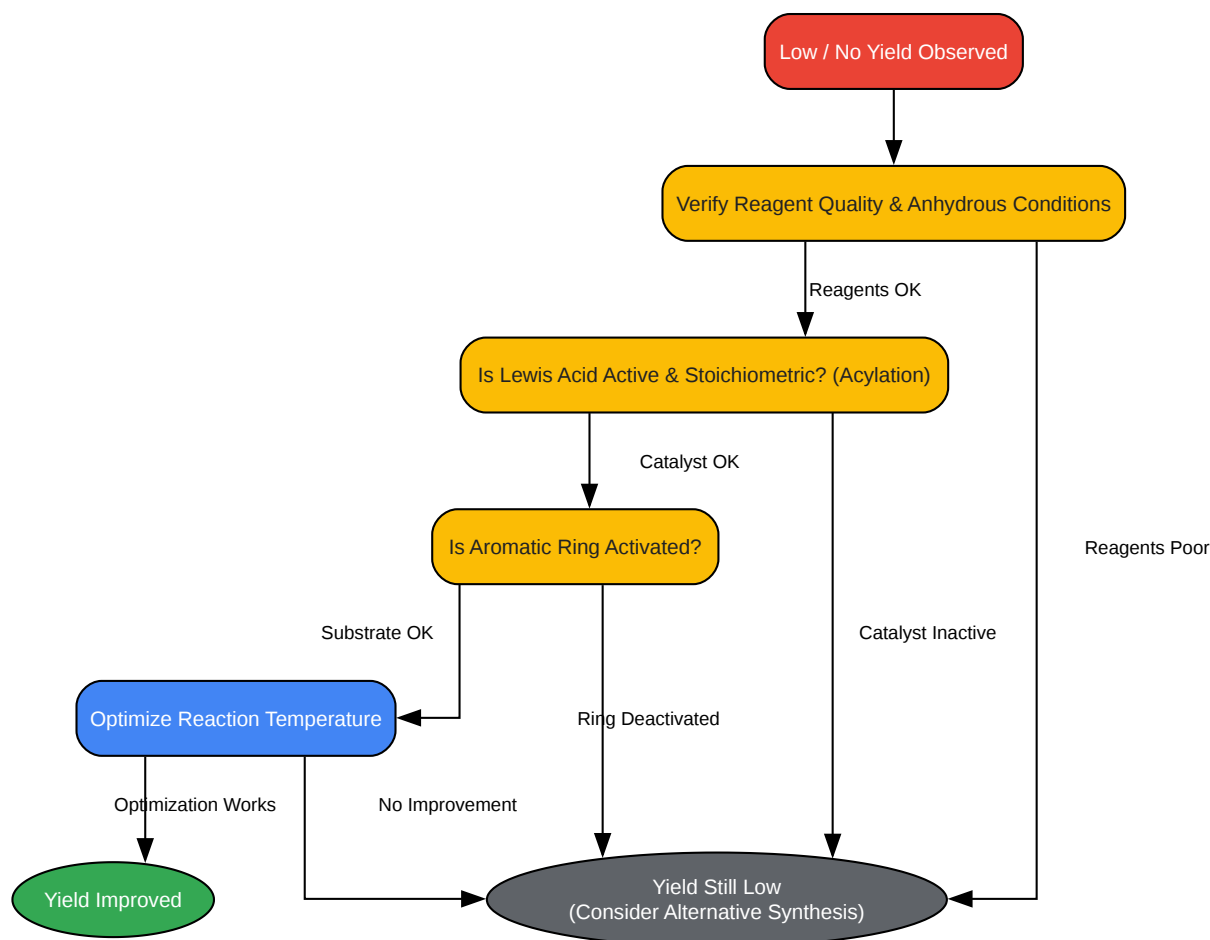 Low / No Yield Observed
Verify Reagent Quality & Anhydrous Conditions
Reagents OK
Is Lewis Acid Active & Stoichiometric? (Acylation)
Catalyst OK
Is Aromatic Ring Activated?
Reagents Poor
Substrate OK
Catalyst Inactive
Optimize Reaction Temperature
Ring Deactivated
Optimization Works
No Improvement
Yield Improved
Yield Still Low
(Consider Alternative Synthesis)